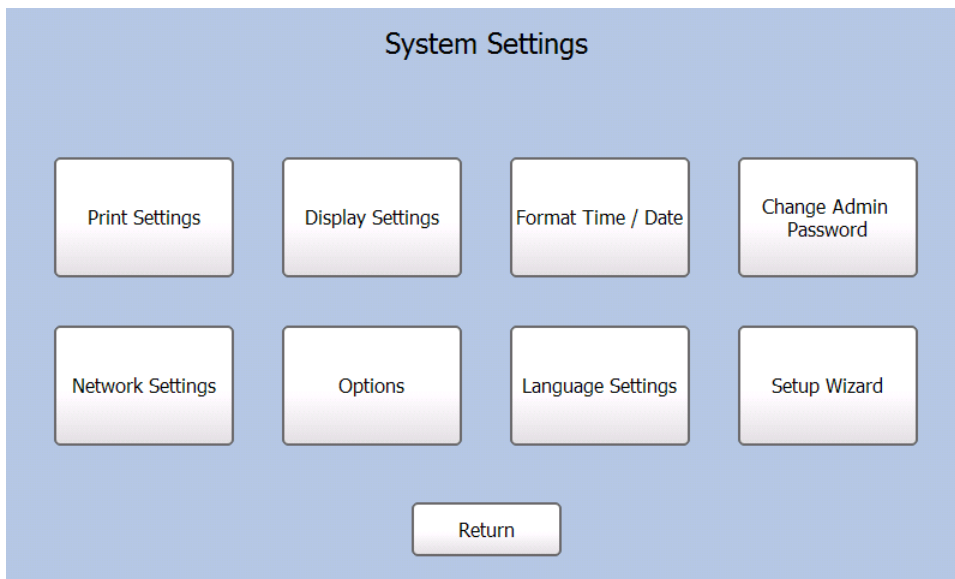 System Settings
Print Settings
Display Settings
Format Time / Date
Change Admin
Password
Network Settings
Options
Language Settings
Setup Wizard
Return